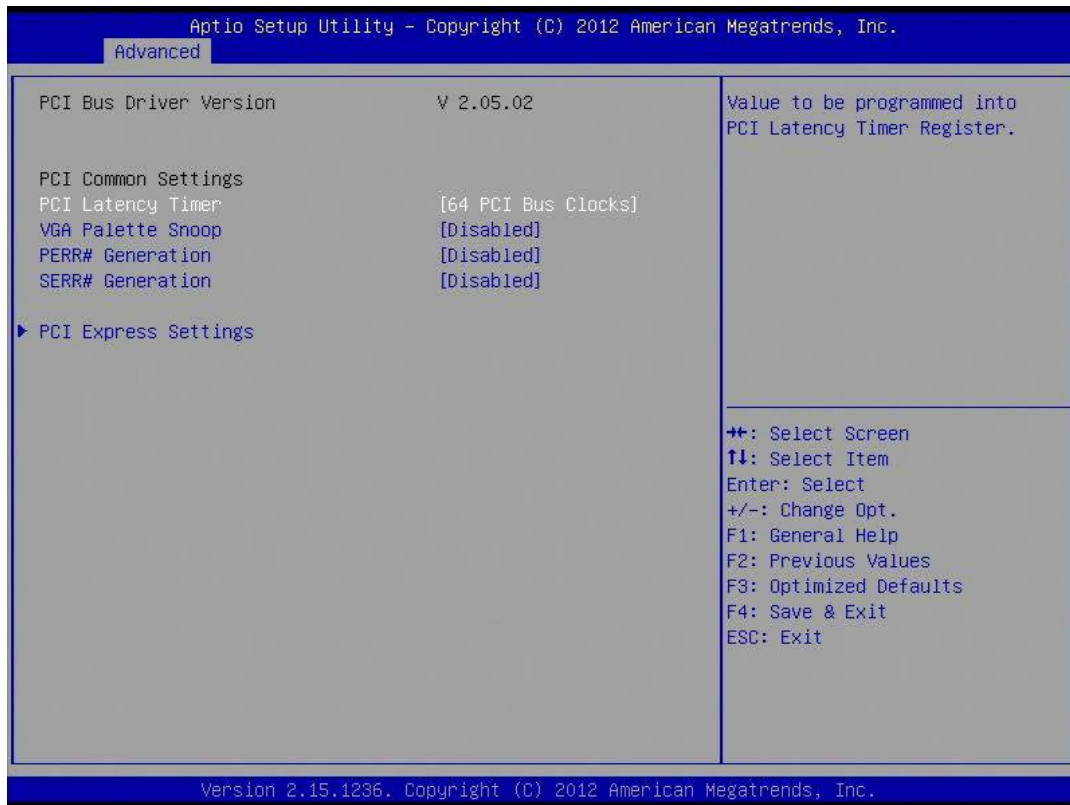 Aptio Setup Utility – Copyright (C) 2012 American Megatrends, Inc.
Advanced
PCI Bus Driver Version V 2.05.02
PCI Common Settings
PCI Latency Timer [64 PCI Bus Clocks]
VGA Palette Snoop [Disabled]
PERR# Generation [Disabled]
SERR# Generation [Disabled]
► PCI Express Settings
Value to be programmed into
PCI Latency Timer Register.
→←: Select Screen
↑↓: Select Item
Enter: Select
+/-: Change Opt.
F1: General Help
F2: Previous Values
F3: Optimized Defaults
F4: Save & Exit
ESC: Exit
Version 2.15.1236. Copyright (C) 2012 American Megatrends, Inc.